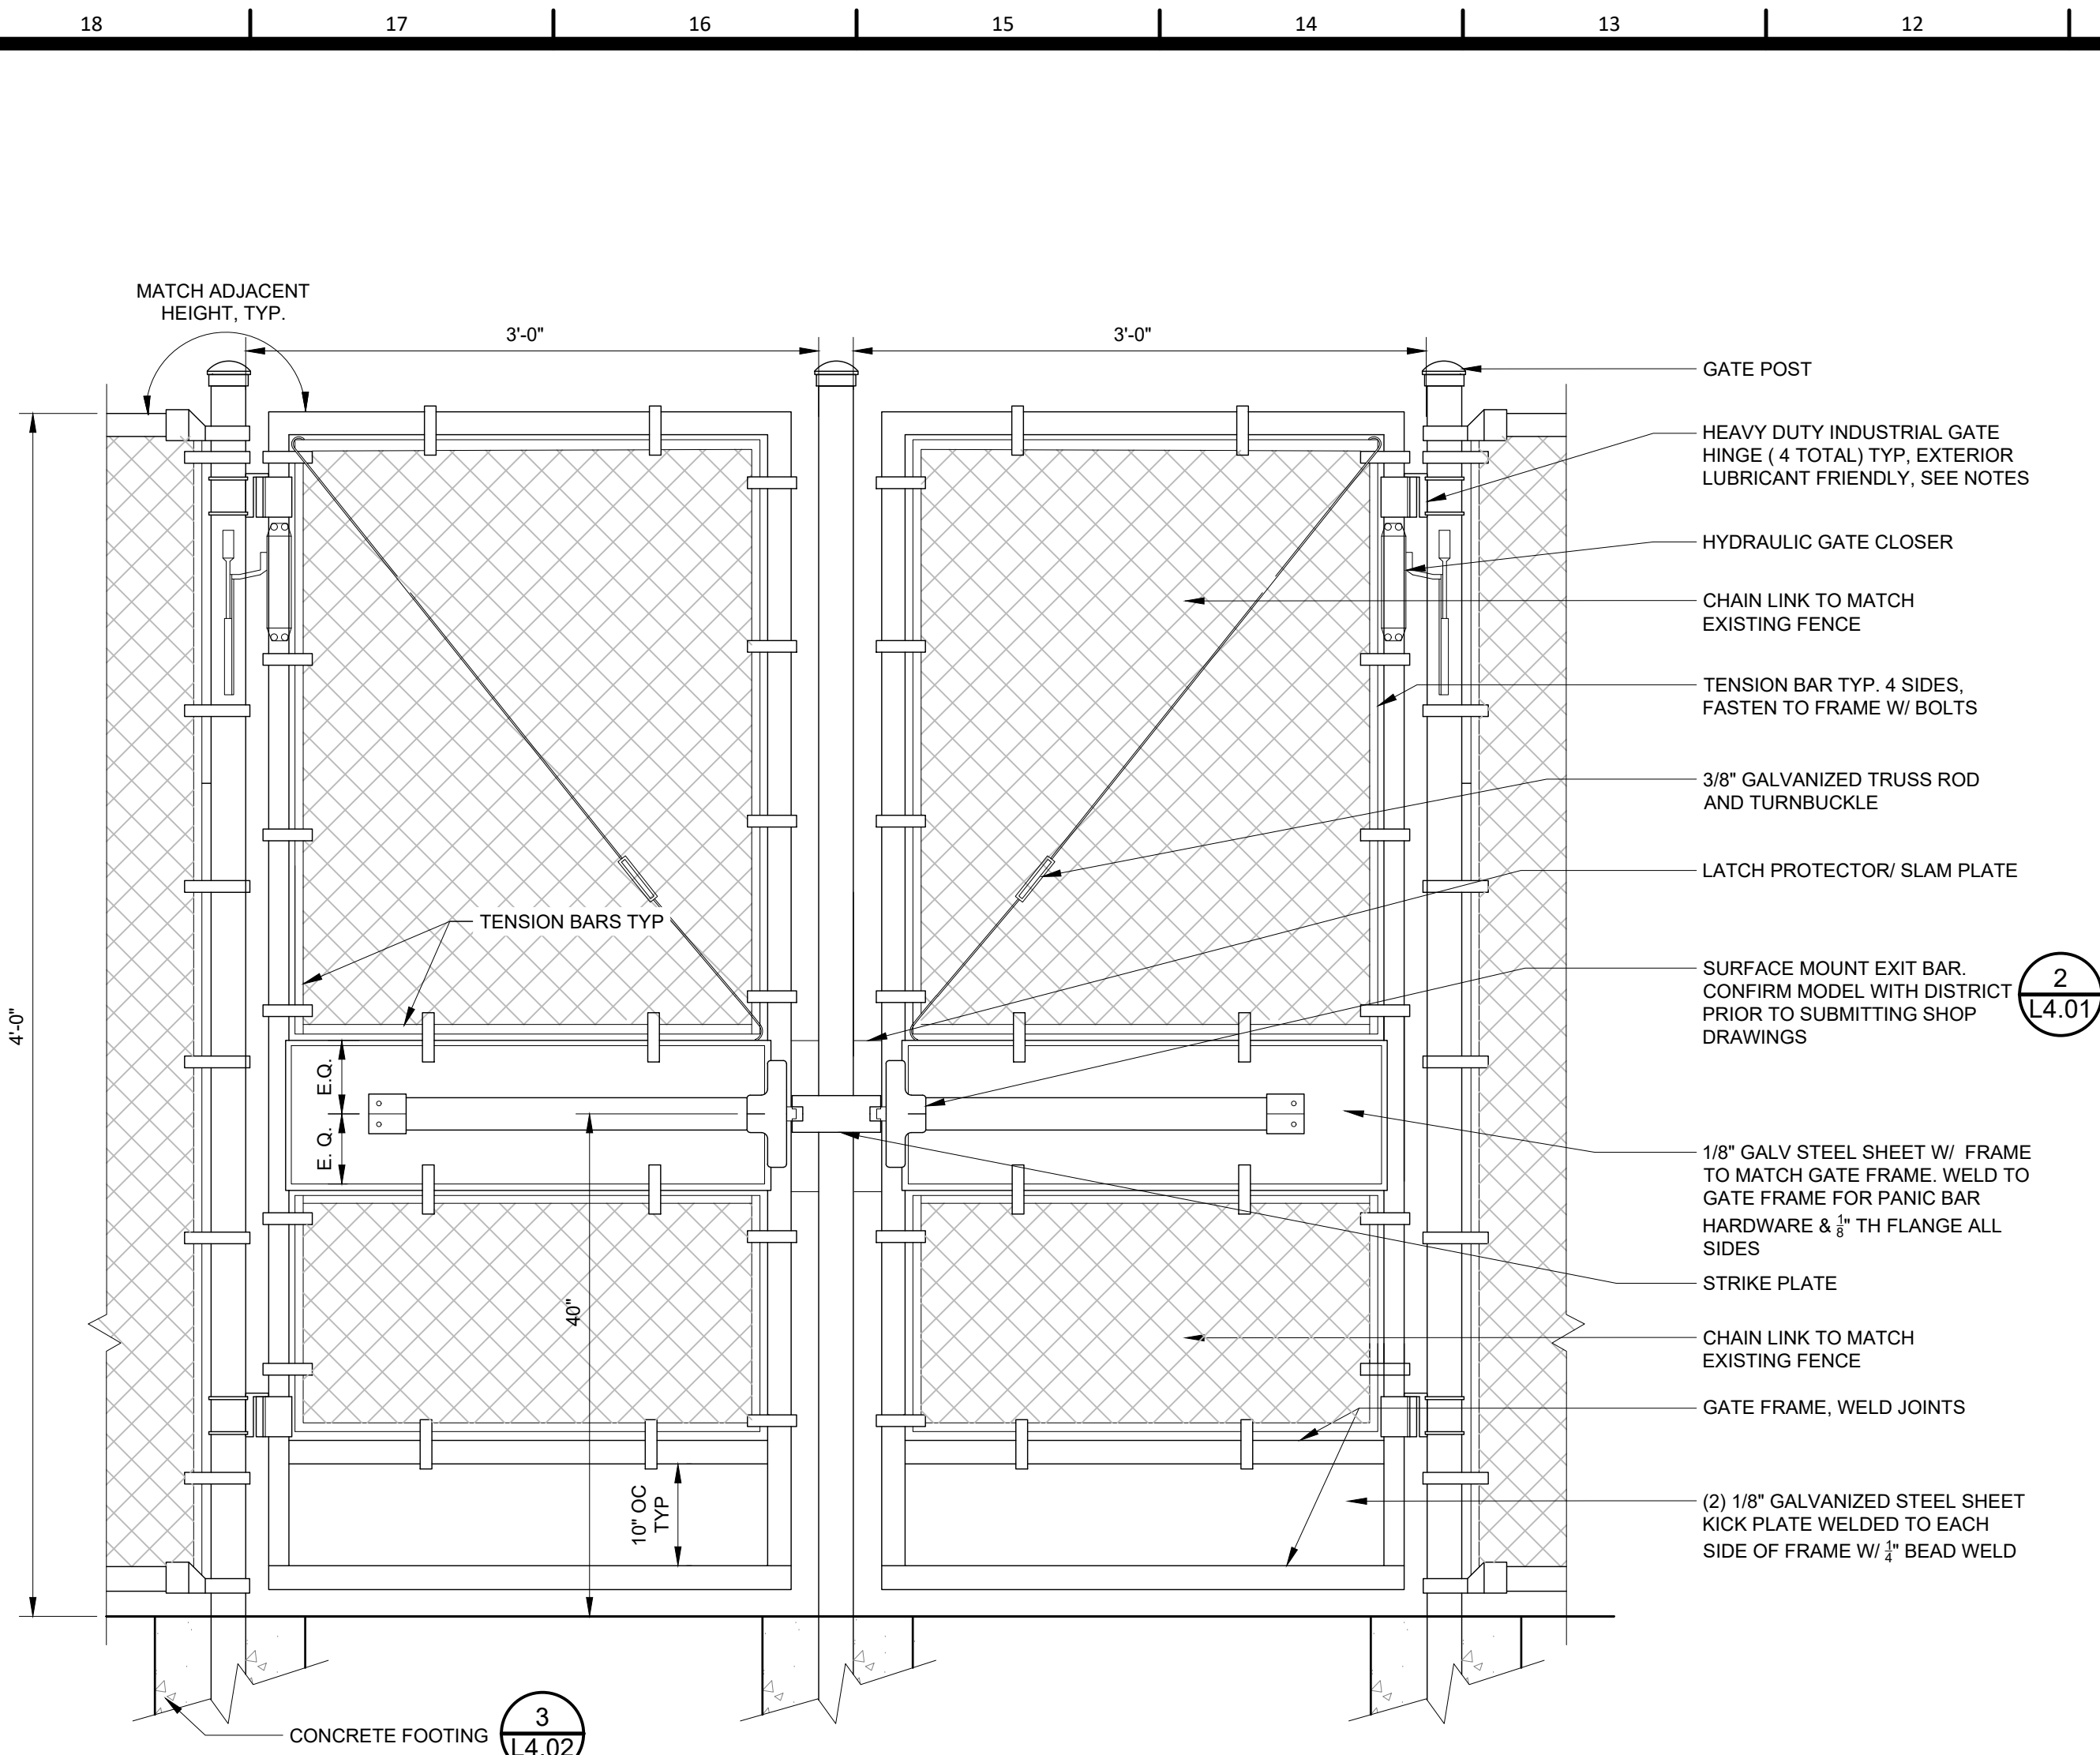 18 17 16 15 14 13 12
MATCH ADJACENT
HEIGHT, TYP.
3'-0"
3'-0"
4'-0"
TENSION BARS TYP
E.Q.
E. Q.
40"
10" OC
TYP
GATE POST
HEAVY DUTY INDUSTRIAL GATE
HINGE ( 4 TOTAL) TYP, EXTERIOR
LUBRICANT FRIENDLY, SEE NOTES
HYDRAULIC GATE CLOSER
CHAIN LINK TO MATCH
EXISTING FENCE
TENSION BAR TYP. 4 SIDES,
FASTEN TO FRAME W/ BOLTS
3/8" GALVANIZED TRUSS ROD
AND TURNBUCKLE
LATCH PROTECTOR/ SLAM PLATE
SURFACE MOUNT EXIT BAR.
CONFIRM MODEL WITH DISTRICT
PRIOR TO SUBMITTING SHOP
DRAWINGS
2
L4.01
1/8" GALV STEEL SHEET W/ FRAME
TO MATCH GATE FRAME. WELD TO
GATE FRAME FOR PANIC BAR
HARDWARE & 1/8" TH FLANGE ALL
SIDES
STRIKE PLATE
CHAIN LINK TO MATCH
EXISTING FENCE
GATE FRAME, WELD JOINTS
(2) 1/8" GALVANIZED STEEL SHEET
KICK PLATE WELDED TO EACH
SIDE OF FRAME W/ 1/4" BEAD WELD
CONCRETE FOOTING
3
L4.02